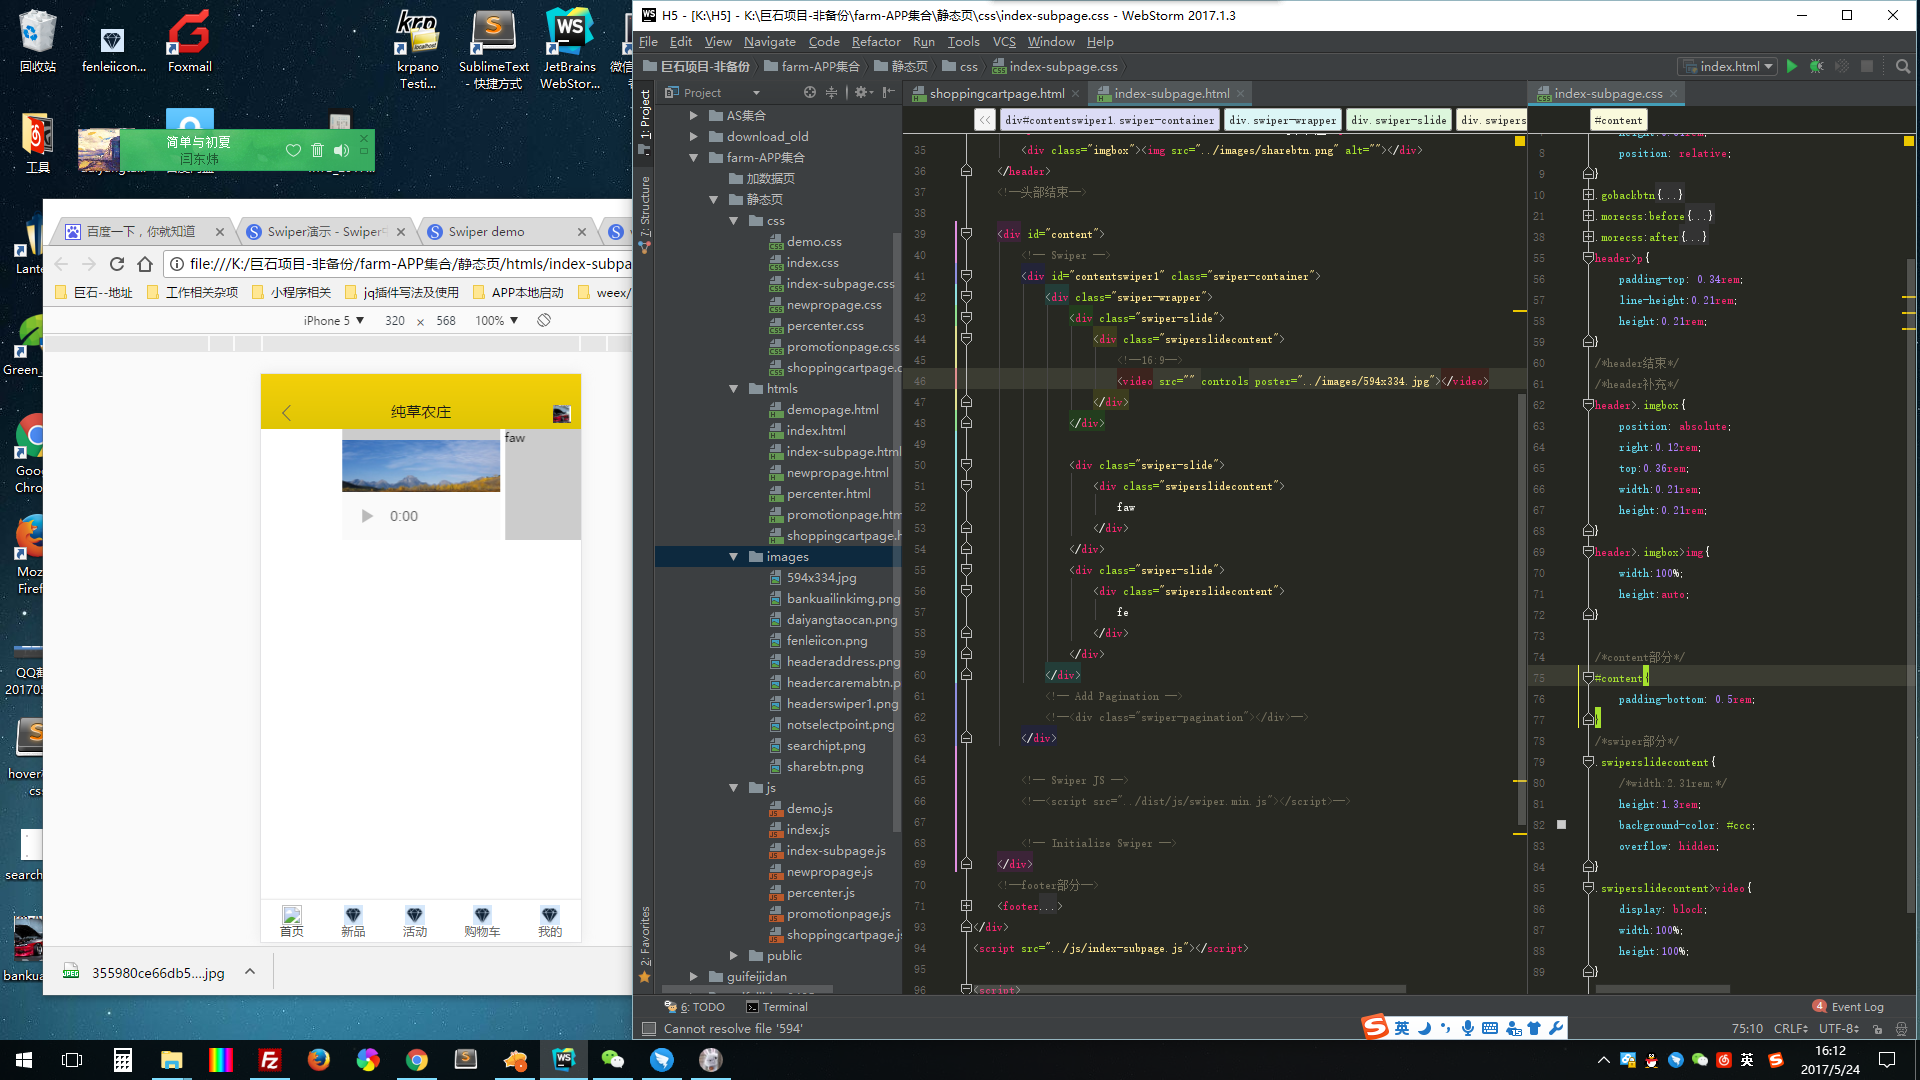 回收站
fenleiicon...
Foxmail
krpano
Testi...
SublimeText
- 快捷方式
JetBrains
WebStor...
工具
简单与初夏
闫东炜
Lante
Green_
Goo
Chro
Moz
Firef
QQ截
201705
hover
css
search
bankua
百度一下，你就知道
Swiper演示 - Swiper
Swiper demo
file:///K:/巨石项目-非备份/farm-APP集合/静态页/htmls/index-subpa
巨石--地址
工作相关杂项
小程序相关
jq插件写法及使用
APP本地启动
weex/
iPhone 5 ▼ 320 × 568 100% ▼
纯草农庄
faw
0:00
首页
新品
活动
购物车
我的
355980ce66db5....jpg
H5 - [K:\H5] - K:\巨石项目-非备份\farm-APP集合\静态页\css\index-subpage.css - WebStorm 2017.1.3
File Edit View Navigate Code Refactor Run Tools VCS Window Help
巨石项目-非备份 farm-APP集合 静态页 css index-subpage.css
index.html
1: Project
7: Structure
2: Favorites
Project
AS集合
download_old
farm-APP集合
加数据页
静态页
css
demo.css
index.css
index-subpage.css
newpropage.css
percenter.css
promotionpage.css
shoppingcartpage.c
htmls
demopage.html
index.html
index-subpage.html
newpropage.html
percenter.html
promotionpage.htm
shoppingcartpage.h
images
594x334.jpg
bankuailinkimg.png
daiyangtaocan.png
fenleiicon.png
headeraddress.png
headercaremabtn.p
headerswiper1.png
notselectpoint.png
searchipt.png
sharebtn.png
js
demo.js
index.js
index-subpage.js
newpropage.js
percenter.js
promotionpage.js
shoppingcartpage.js
public
guifeijidan
shoppingcartpage.html
index-subpage.html
<< div#contentswiper1.swiper-container div.swiper-wrapper div.swiper-slide div.swipers
35 <div class="imgbox"><img src="../images/sharebtn.png" alt=""></div>
36 </header>
37 <!--头部结束-->
38
39 <div id="content">
40 <!-- Swiper -->
41 <div id="contentswiper1" class="swiper-container">
42 <div class="swiper-wrapper">
43 <div class="swiper-slide">
44 <div class="swiperslidecontent">
45 <!--16:9-->
46 <video src="" controls poster="../images/594x334.jpg"></video>
47 </div>
48 </div>
49
50 <div class="swiper-slide">
51 <div class="swiperslidecontent">
52 faw
53 </div>
54 </div>
55 <div class="swiper-slide">
56 <div class="swiperslidecontent">
57 fe
58 </div>
59 </div>
60 </div>
61 <!-- Add Pagination -->
62 <!--<div class="swiper-pagination"></div>-->
63 </div>
64
65 <!-- Swiper JS -->
66 <!--<script src="../dist/js/swiper.min.js"></script>-->
67
68 <!-- Initialize Swiper -->
69 </div>
70 <!--footer部分-->
71 <footer...>
93 </div>
94 <script src="../js/index-subpage.js"></script>
95
96 <script>
index-subpage.css
#content
8 position: relative;
9 }
10 .gobackbtn{...}
21 .morecss:before{...}
38 .morecss:after{...}
55 header>p{
56 padding-top: 0.34rem;
57 line-height:0.21rem;
58 height:0.21rem;
59 }
60 /*header结束*/
61 /*header补充*/
62 header>.imgbox{
63 position: absolute;
64 right:0.12rem;
65 top:0.36rem;
66 width:0.21rem;
67 height:0.21rem;
68 }
69 header>.imgbox>img{
70 width:100%;
71 height:auto;
72 }
73
74 /*content部分*/
75 #content{
76 padding-bottom: 0.5rem;
77 }
78 /*swiper部分*/
79 .swiperslidecontent{
80 /*width:2.31rem;*/
81 height:1.3rem;
82 background-color: #ccc;
83 overflow: hidden;
84 }
85 .swiperslidecontent>video{
86 display: block;
87 width:100%;
88 height:100%;
89 }
6: TODO
Terminal
4 Event Log
Cannot resolve file '594'
英
75:10 CRLF÷ UTF-8÷
英
16:12
2017/5/24